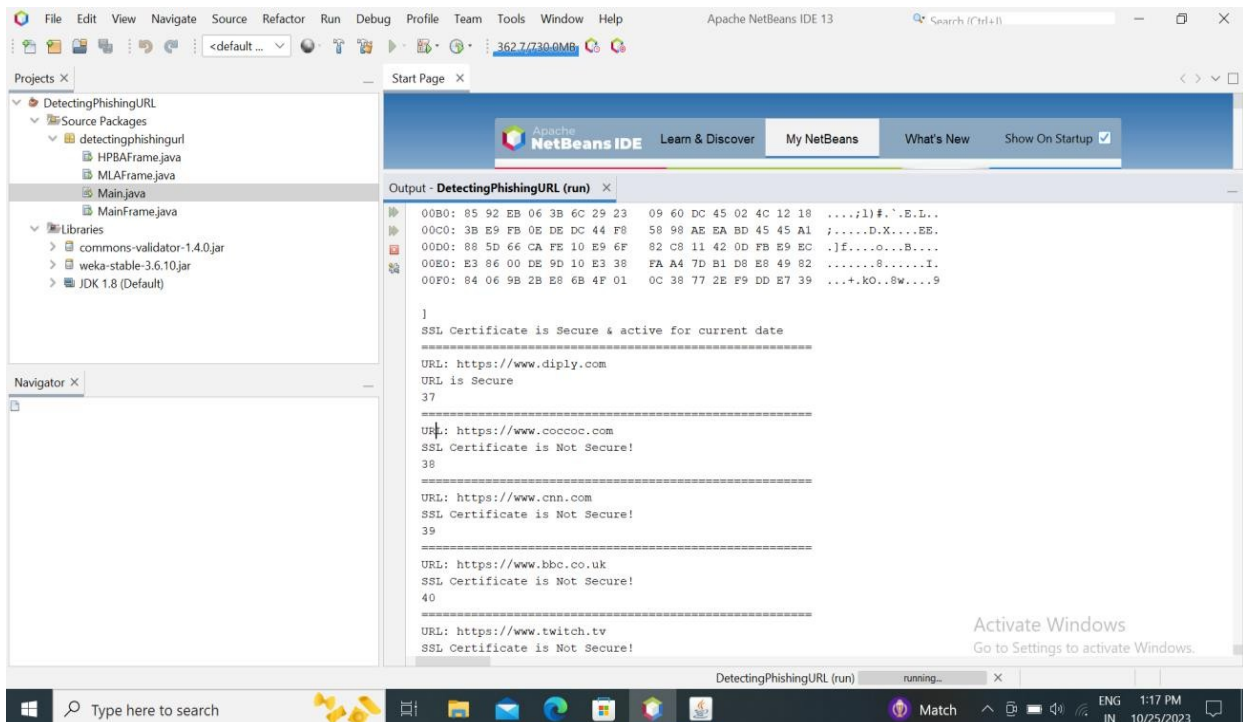 File Edit View Navigate Source Refactor Run Debug Profile Team Tools Window Help Apache NetBeans IDE 13 Search (Ctrl+I)
<default ... 362.7/730.0MB
Projects
DetectingPhishingURL
Source Packages
detectingphishingurl
HPBAFrame.java
MLAFrame.java
Main.java
MainFrame.java
Libraries
commons-validator-1.4.0.jar
weka-stable-3.6.10.jar
JDK 1.8 (Default)
Navigator
Start Page
Apache
NetBeans IDE Learn & Discover My NetBeans What's New Show On Startup
Output - DetectingPhishingURL (run)
00B0: 85 92 EB 06 3B 6C 29 23 09 60 DC 45 02 4C 12 18 ....;l)#.`.E.L..
00C0: 3B E9 FB 0E DE DC 44 F8 58 98 AE EA BD 45 45 A1 ;.....D.X....EE.
00D0: 88 5D 66 CA FE 10 E9 6F 82 C8 11 42 0D FB E9 EC .]f....o...B....
00E0: E3 86 00 DE 9D 10 E3 38 FA A4 7D B1 D8 E8 49 82 .......8......I.
00F0: 84 06 9B 2B E8 6B 4F 01 0C 38 77 2E F9 DD E7 39 ...+.kO..8w....9
]
SSL Certificate is Secure & active for current date
=======================================================
URL: https://www.diply.com
URL is Secure
37
=======================================================
URL: https://www.coccoc.com
SSL Certificate is Not Secure!
38
=======================================================
URL: https://www.cnn.com
SSL Certificate is Not Secure!
39
=======================================================
URL: https://www.bbc.co.uk
SSL Certificate is Not Secure!
40
=======================================================
URL: https://www.twitch.tv
SSL Certificate is Not Secure!
Activate Windows
Go to Settings to activate Windows.
DetectingPhishingURL (run) running...
Type here to search Match ENG 1:17 PM
IN 10/25/2023